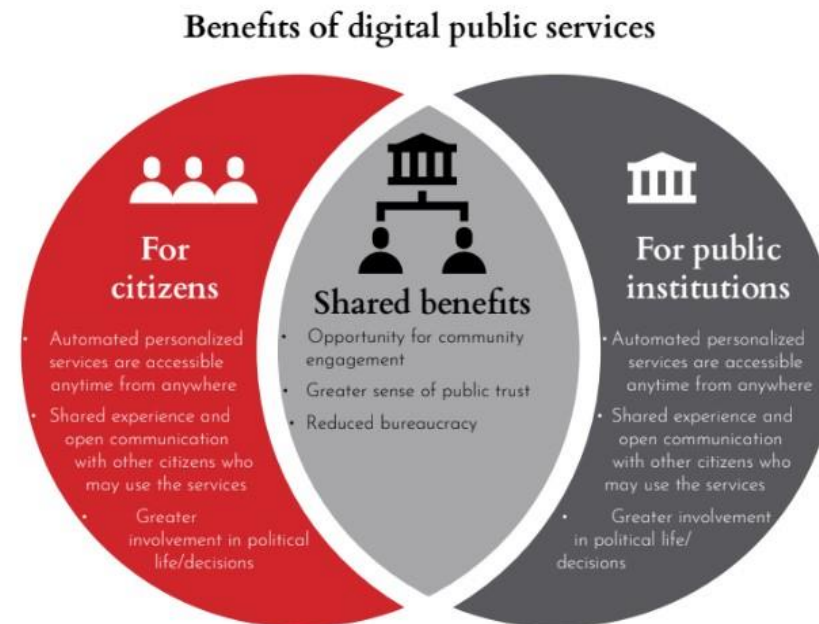 Benefits of digital public services
For
citizens
• Automated personalized
services are accessible
anytime from anywhere
• Shared experience and
open communication
with other citizens who
may use the services
• Greater
involvement in political
life/decisions
Shared benefits
• Opportunity for community
engagement
• Greater sense of public trust
• Reduced bureaucracy
For public
institutions
• Automated personalized
services are accessible
anytime from anywhere
• Shared experience and
open communication
with other citizens who
may use the services
• Greater involvement
in political life/
decisions